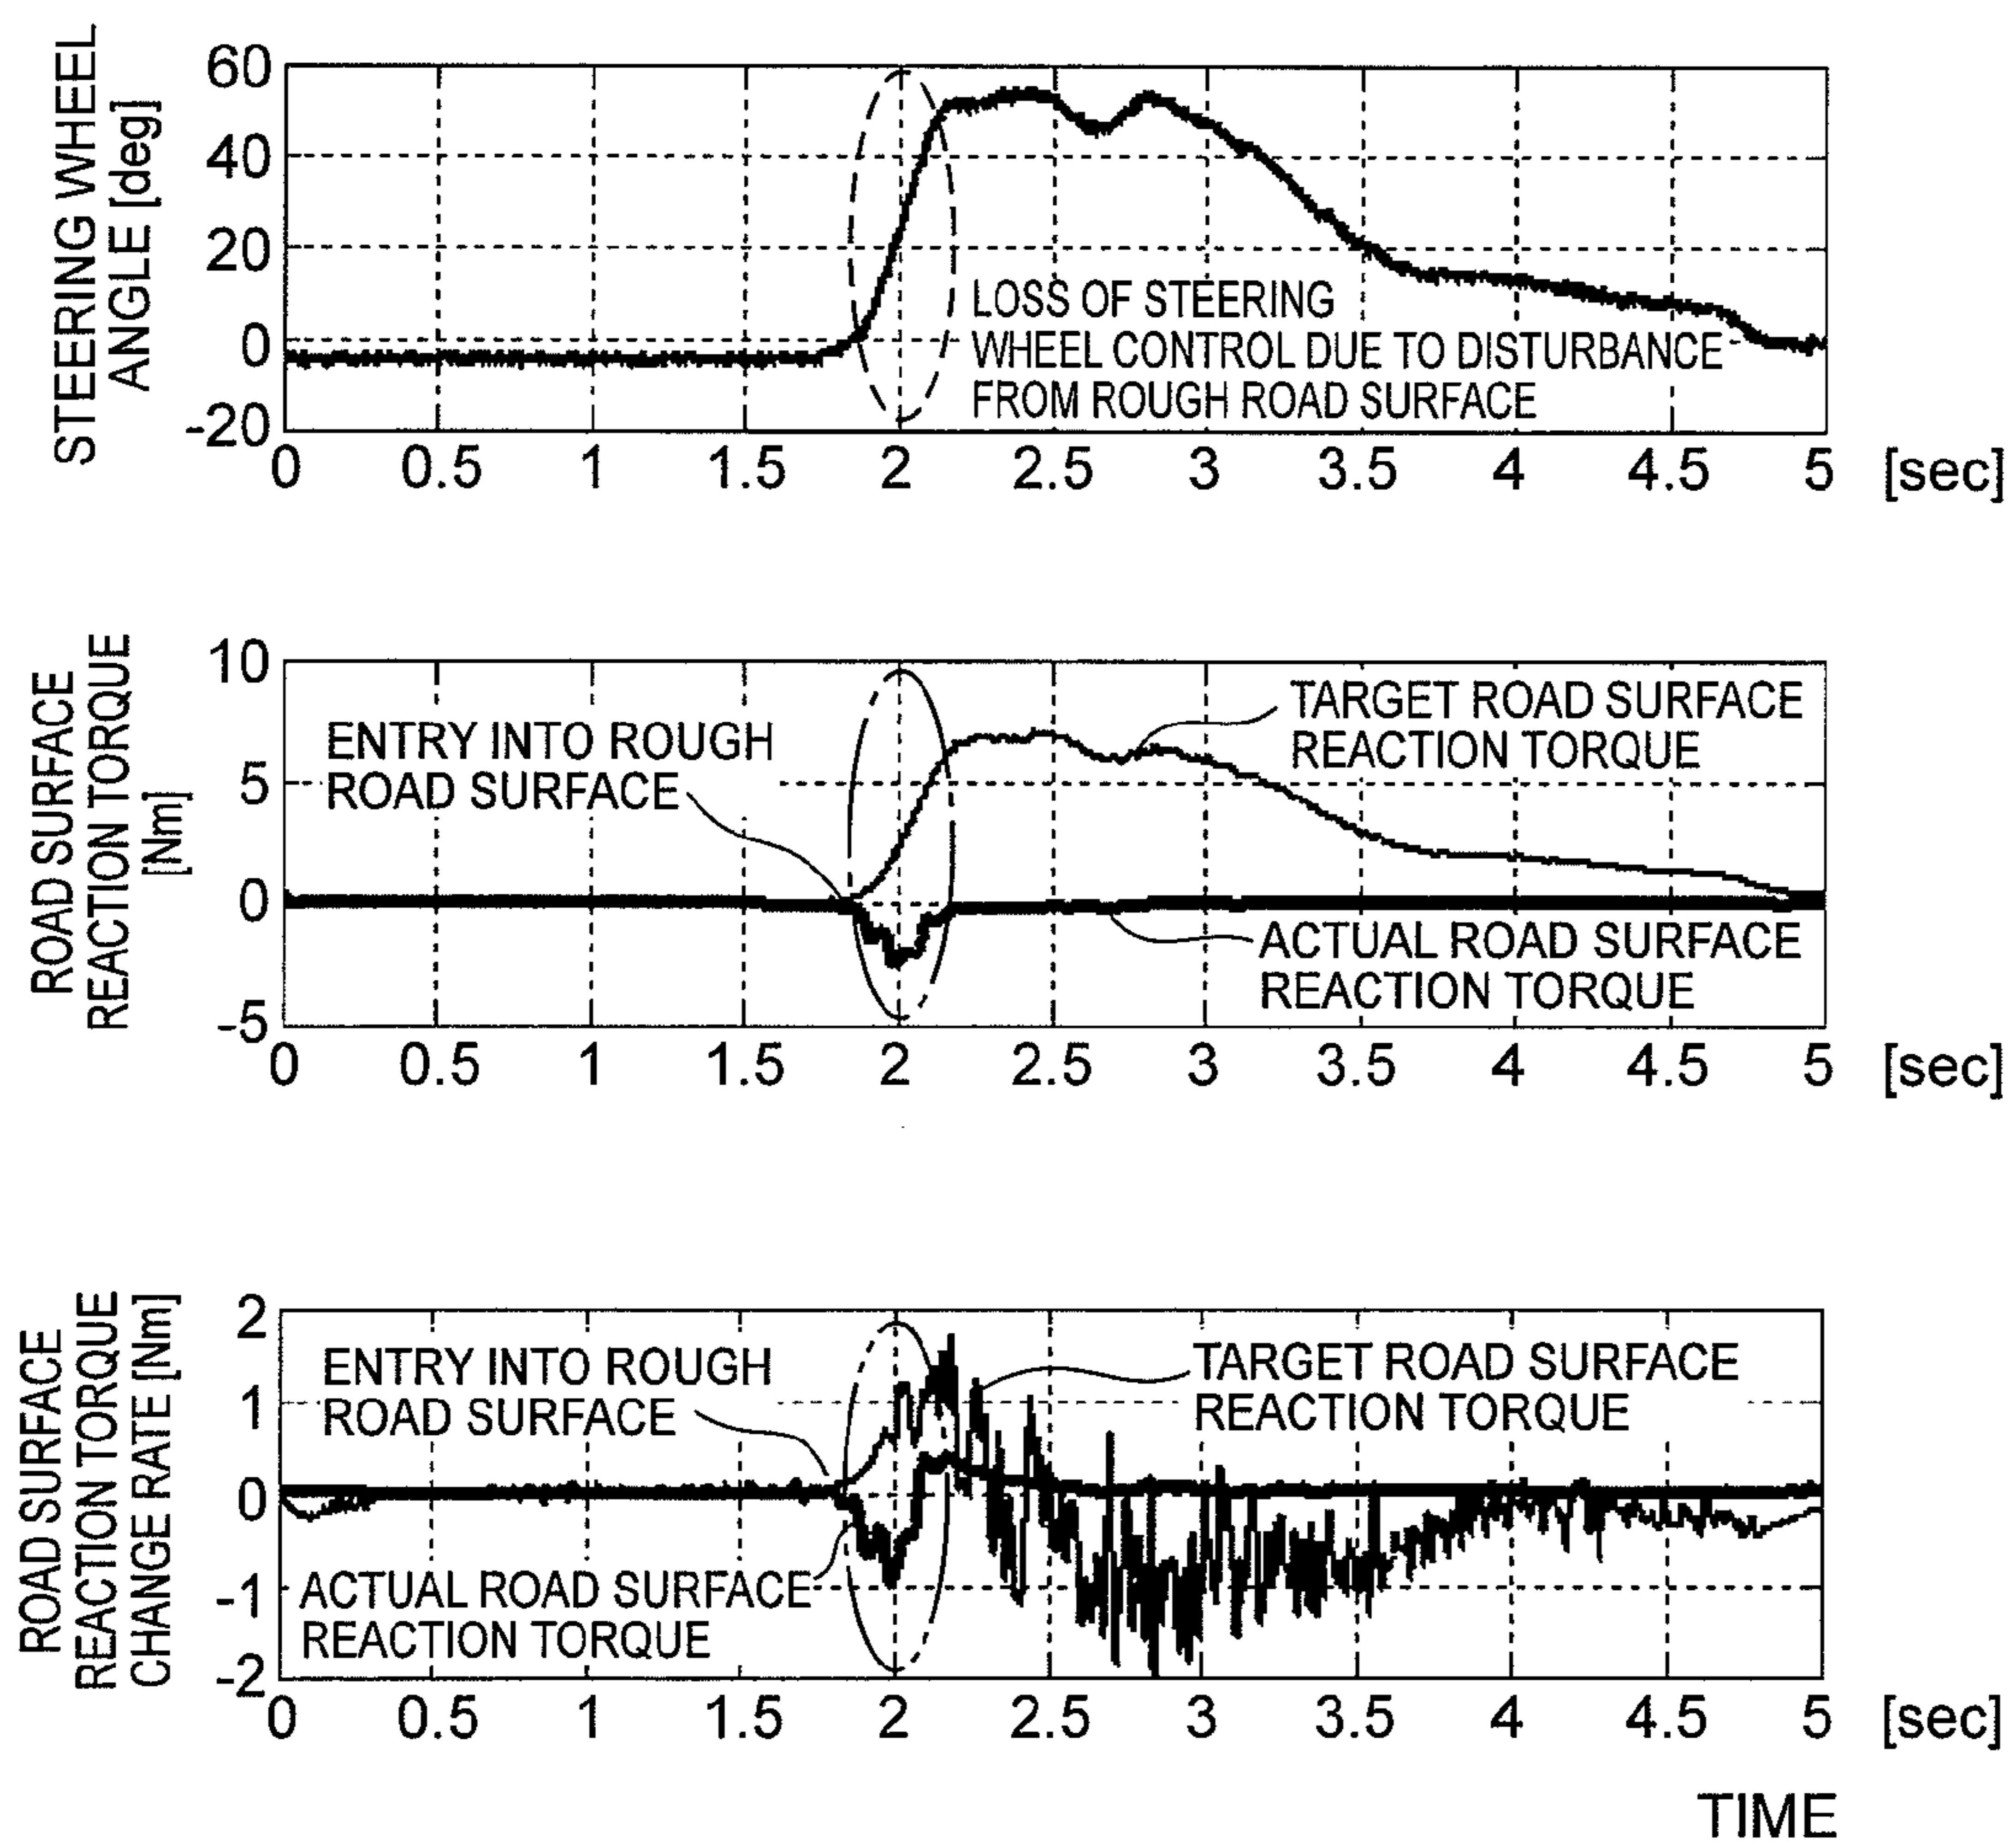 STEERING WHEEL
ANGLE [deg]
60
40
20
0
-20
LOSS OF STEERING
WHEEL CONTROL DUE TO DISTURBANCE
FROM ROUGH ROAD SURFACE
0 0.5 1 1.5 2 2.5 3 3.5 4 4.5 5 [sec]
ROAD SURFACE
REACTION TORQUE
[Nm]
10
5
0
-5
ENTRY INTO ROUGH
ROAD SURFACE
TARGET ROAD SURFACE
REACTION TORQUE
ACTUAL ROAD SURFACE
REACTION TORQUE
0 0.5 1 1.5 2 2.5 3 3.5 4 4.5 5 [sec]
ROAD SURFACE
REACTION TORQUE
CHANGE RATE [Nm]
2
1
0
-1
-2
ENTRY INTO ROUGH
ROAD SURFACE
TARGET ROAD SURFACE
REACTION TORQUE
ACTUAL ROAD SURFACE
REACTION TORQUE
0 0.5 1 1.5 2 2.5 3 3.5 4 4.5 5 [sec]
TIME